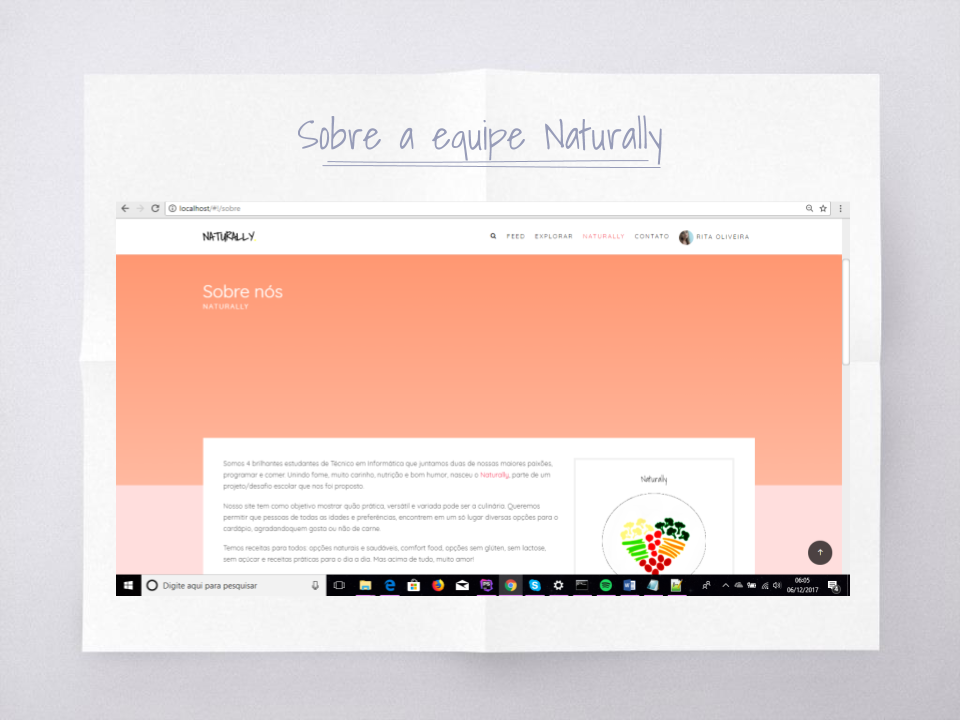 Sobre a equipe Naturally
localhost/#!/sobre
NATURALLY
FEED EXPLORAR NATURALLY CONTATO RITA OLIVEIRA
Sobre nós
NATURALLY
Somos 4 brilhantes estudantes de Técnico em Informática que juntamos duas de nossas maiores paixões,
programar e comer. Unindo fome, muito carinho, nutrição e bom humor, nasceu o Naturally, parte de um
projeto/desafio escolar que nos foi proposto.
Nosso site tem como objetivo mostrar quão prática, versátil e variada pode ser a culinária. Queremos
permitir que pessoas de todas as idades e preferências, encontrem em um só lugar diversas opções para o
cardápio, agradandoquem gosta ou não de carne.
Temos receitas para todos: opções naturais e saudáveis, comfort food, opções sem glúten, sem lactose,
sem açúcar e receitas práticas para o dia a dia. Mas acima de tudo, muito amor!
Naturally
Digite aqui para pesquisar
06:05
06/12/2017
4